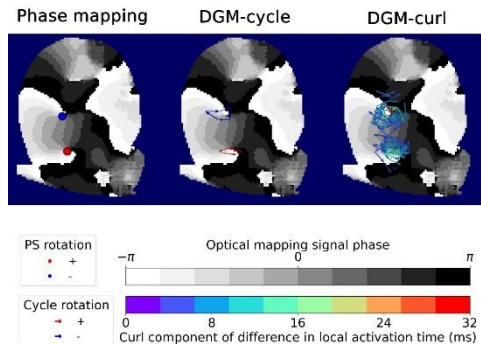 Phase mapping DGM-cycle DGM-curl
PS rotation
+
-
Cycle rotation
+
-
Optical mapping signal phase
−π 0 π
0 8 16 24 32
Curl component of difference in local activation time (ms)